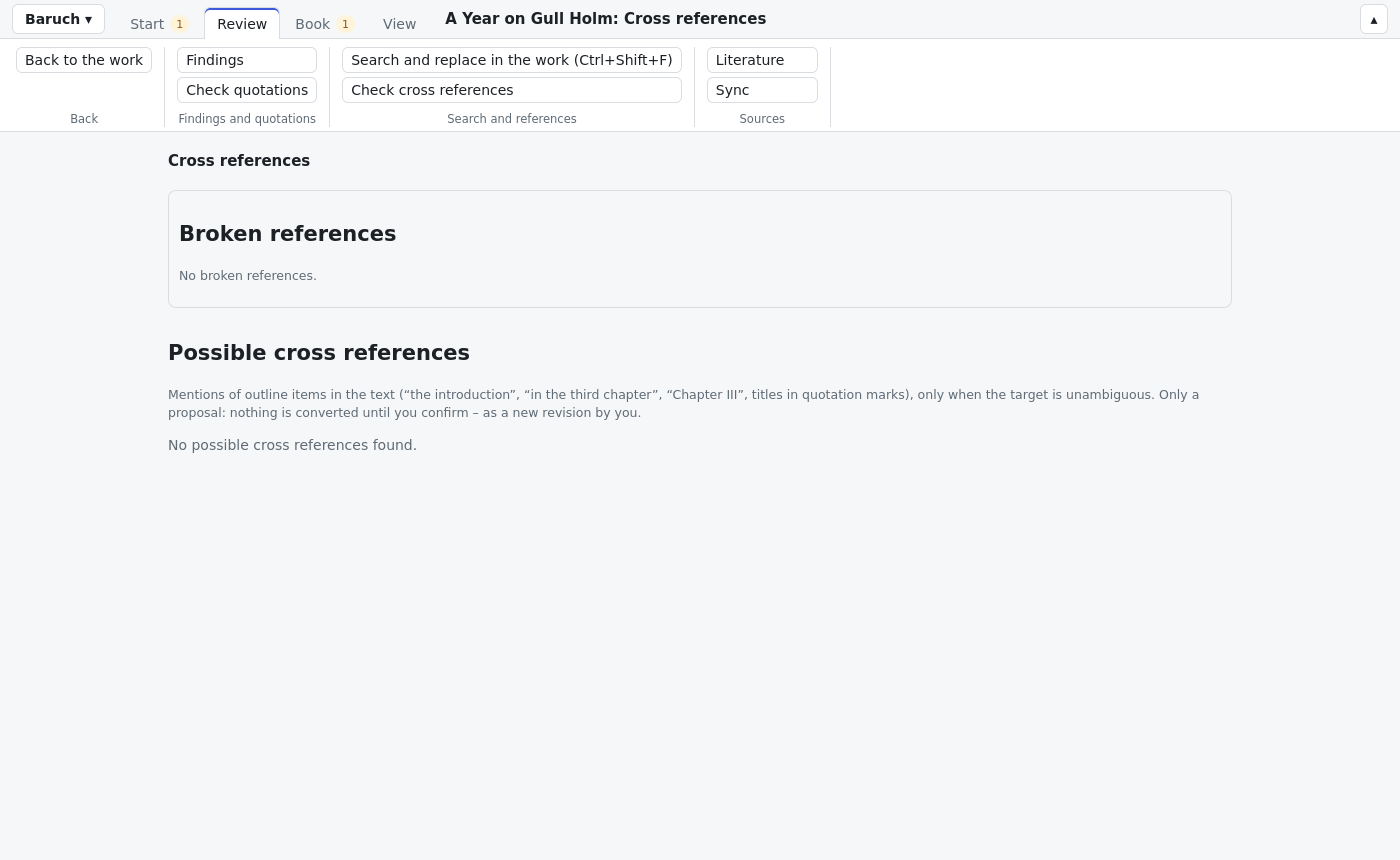 Baruch ▾
Start 1
Review
Book 1
View
A Year on Gull Holm: Cross references
▴
Back to the work
Back
Findings
Check quotations
Findings and quotations
Search and replace in the work (Ctrl+Shift+F)
Check cross references
Search and references
Literature
Sync
Sources
Cross references
Broken references
No broken references.
Possible cross references
Mentions of outline items in the text (“the introduction”, “in the third chapter”, “Chapter III”, titles in quotation marks), only when the target is unambiguous. Only a
proposal: nothing is converted until you confirm – as a new revision by you.
No possible cross references found.